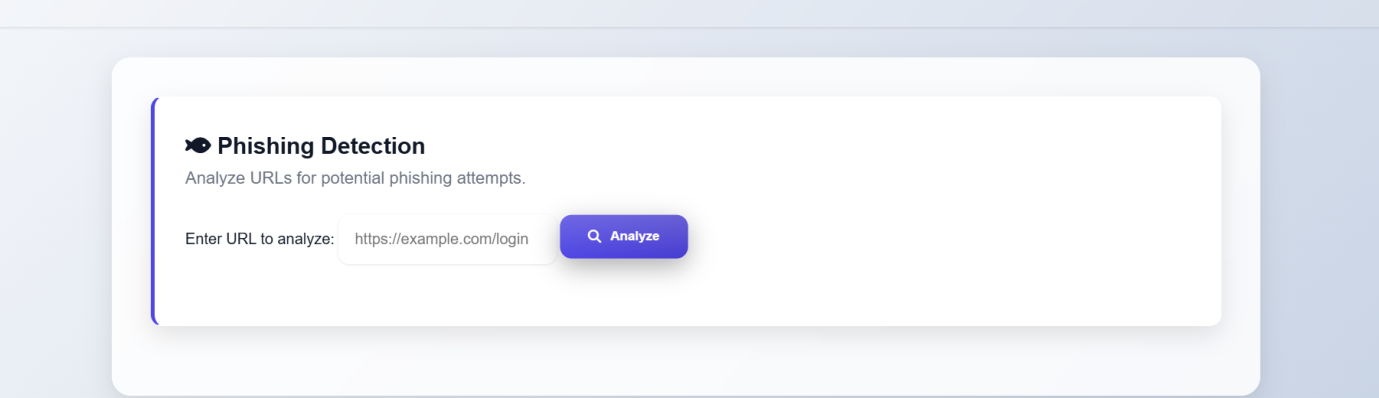 Phishing Detection
Analyze URLs for potential phishing attempts.
Enter URL to analyze: https://example.com/login Analyze